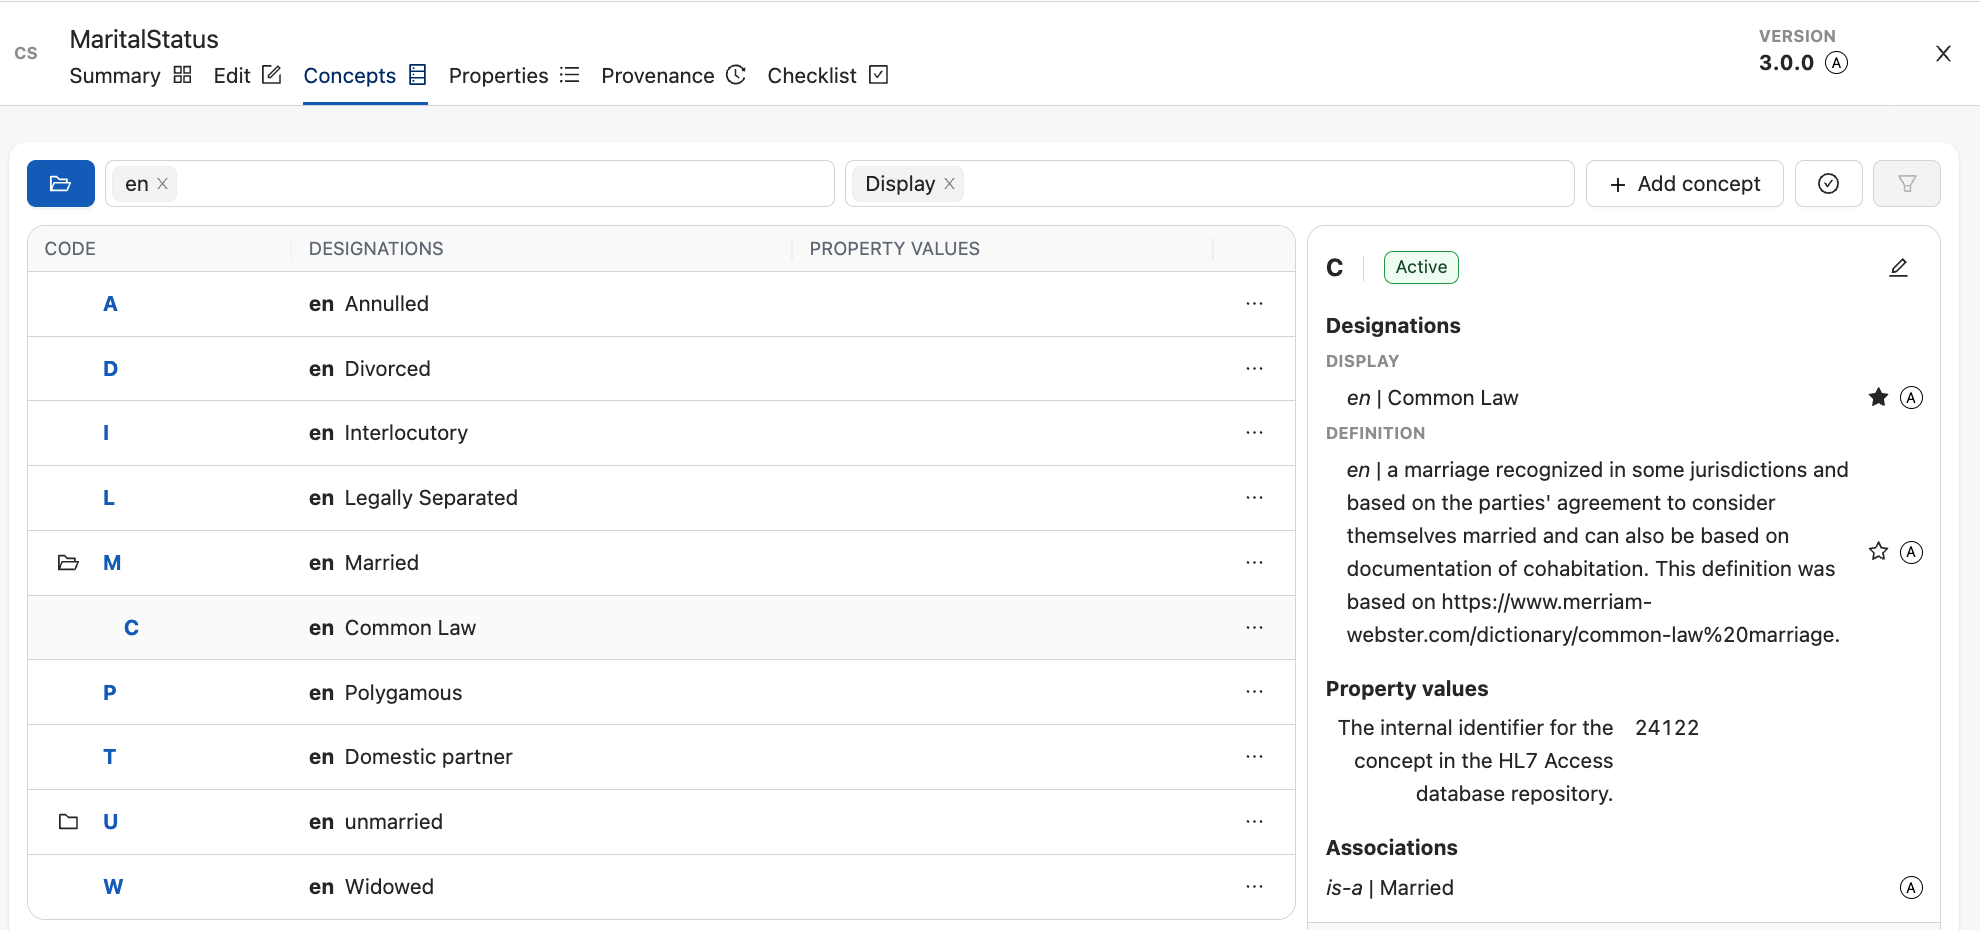 CS
MaritalStatus
Summary Edit Concepts Properties Provenance Checklist
VERSION
3.0.0 A
en
Display
Add concept
CODE DESIGNATIONS PROPERTY VALUES
A en Annulled
D en Divorced
I en Interlocutory
L en Legally Separated
M en Married
C en Common Law
P en Polygamous
T en Domestic partner
U en unmarried
W en Widowed
C Active
Designations
DISPLAY
en | Common Law A
DEFINITION
en | a marriage recognized in some jurisdictions and
based on the parties' agreement to consider
themselves married and can also be based on
documentation of cohabitation. This definition was A
based on https://www.merriam-
webster.com/dictionary/common-law%20marriage.
Property values
The internal identifier for the 24122
concept in the HL7 Access
database repository.
Associations
is-a | Married A